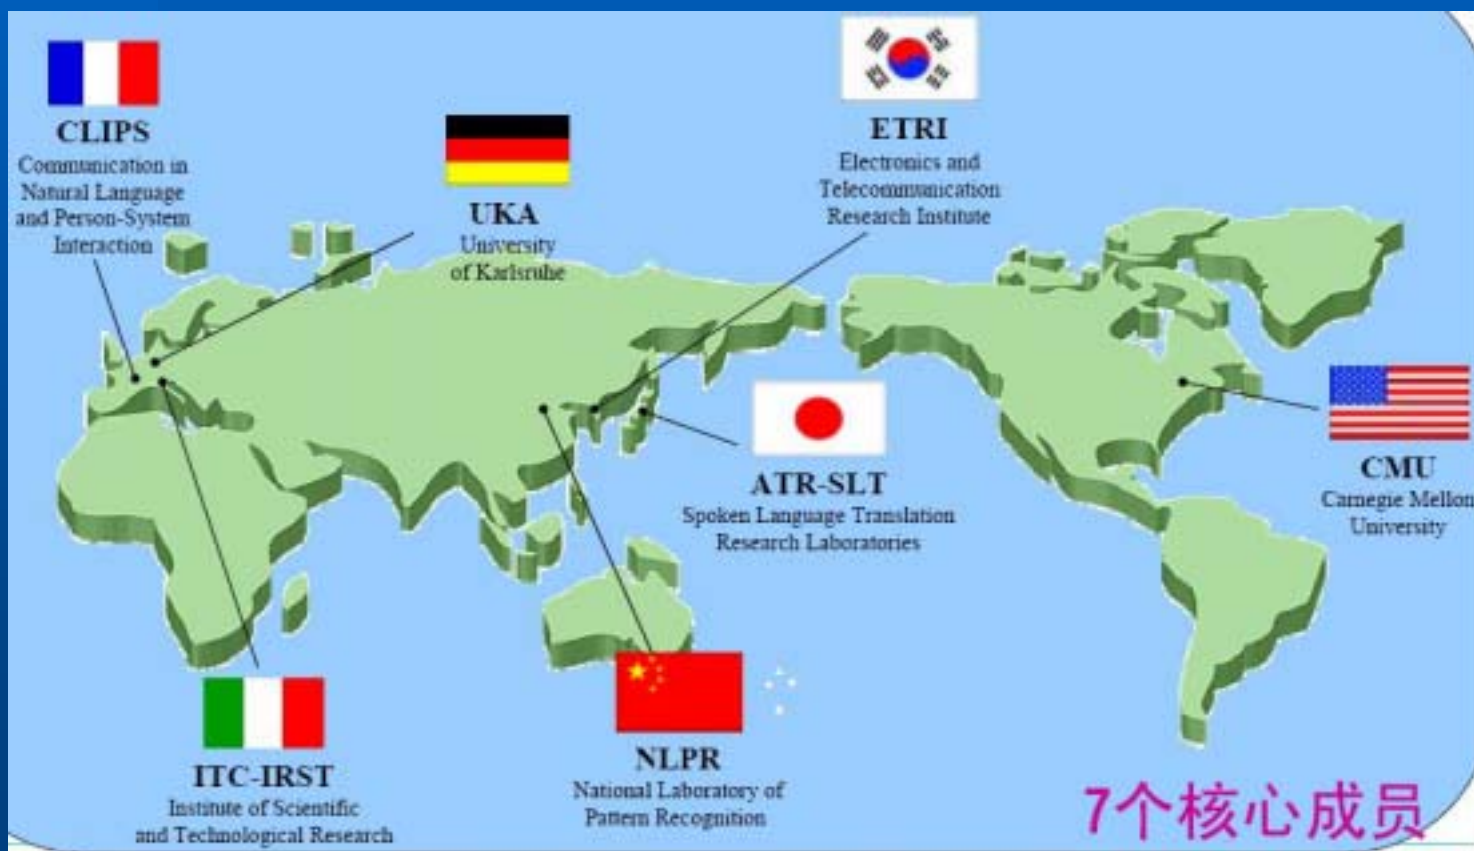 CLIPS
Communication in
Natural Language
and Person-System
Interaction
UKA
University
of Karlsruhe
ETRI
Electronics and
Telecommunication
Research Institute
ATR-SLT
Spoken Language Translation
Research Laboratories
CMU
Carnegie Mellon
University
ITC-IRST
Institute of Scientific
and Technological Research
NLPR
National Laboratory of
Pattern Recognition
7个核心成员